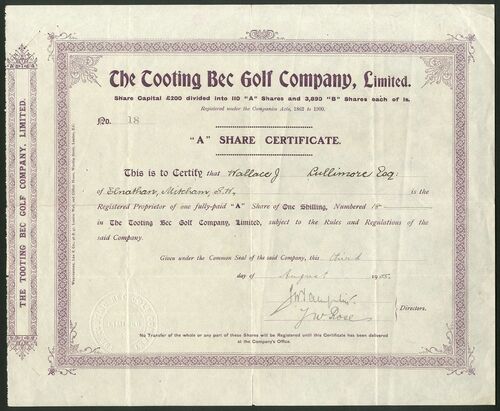 The Tooting Bec Golf Company, Limited.
Share Capital £200 divided into 110 "A" Shares and 3,890 "B" Shares each of 1s.
Registered under the Companies Acts, 1862 to 1900.
No. 18
"A" SHARE CERTIFICATE.
This is to Certify that Wallace J Bullimore Esq:
of Elnathan, Mitcham, S.W. is the
Registered Proprietor of one fully-paid "A" Share of One Shilling, Numbered 18
in The Tooting Bec Golf Company, Limited, subject to the Rules and Regulations of the
said Company.
Given under the Common Seal of the said Company, this third
day of August 1905.
J W Rose
Directors.
No Transfer of the whole or any part of these Shares will be Registered until this Certificate has been delivered
at the Company's Office.
THE TOOTING BEC GOLF COMPANY, LIMITED.